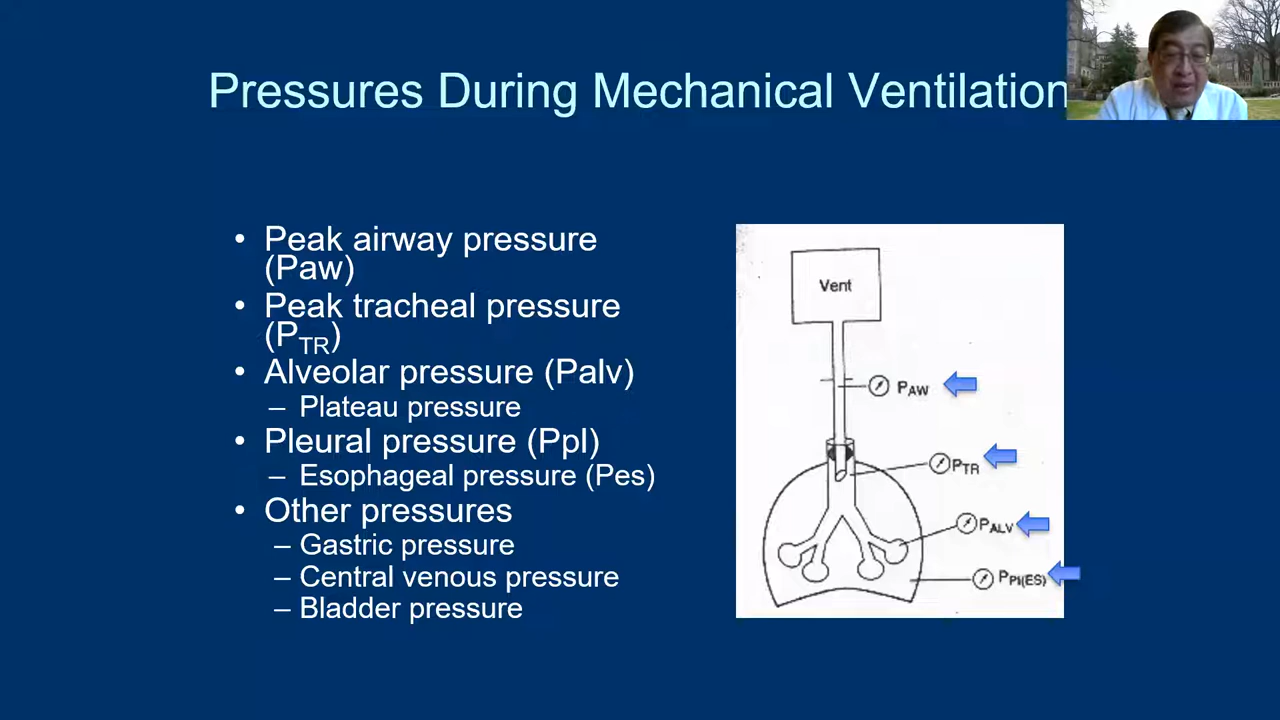 Pressures During Mechanical Ventilation
• Peak airway pressure
(Paw)
• Peak tracheal pressure
(PTR)
• Alveolar pressure (Palv)
– Plateau pressure
• Pleural pressure (Ppl)
– Esophageal pressure (Pes)
• Other pressures
– Gastric pressure
– Central venous pressure
– Bladder pressure
Vent
PAW
PTR
PALV
PPl(ES)